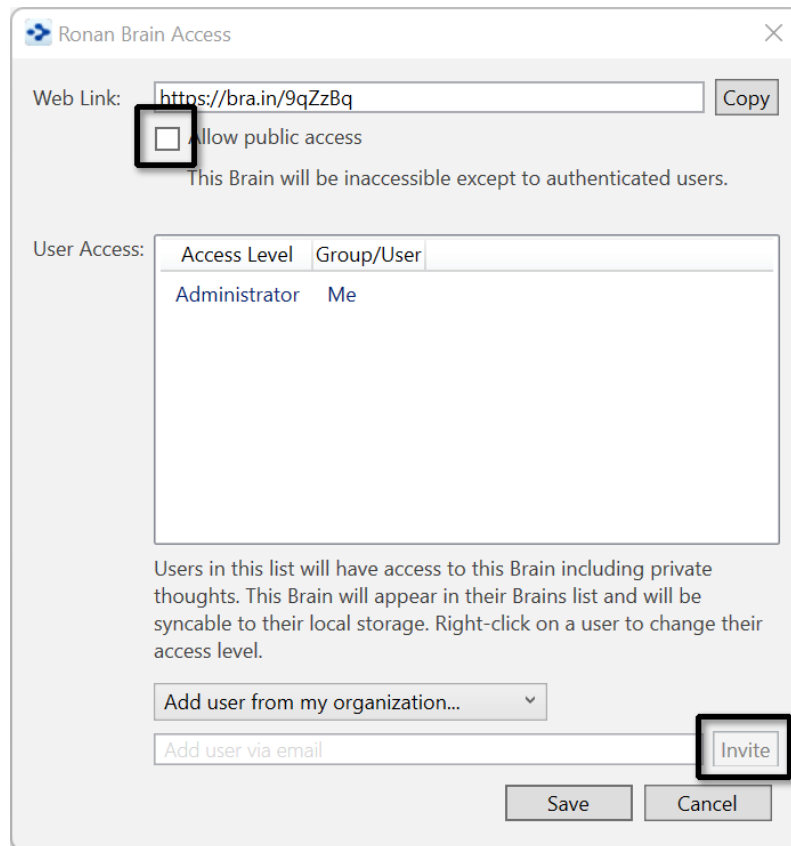 Ronan Brain Access
Web Link:
https://bra.in/9qZzBq
Copy
Allow public access
This Brain will be inaccessible except to authenticated users.
User Access:
Access Level Group/User
Administrator Me
Users in this list will have access to this Brain including private
thoughts. This Brain will appear in their Brains list and will be
syncable to their local storage. Right-click on a user to change their
access level.
Add user from my organization...
Add user via email
Invite
Save
Cancel